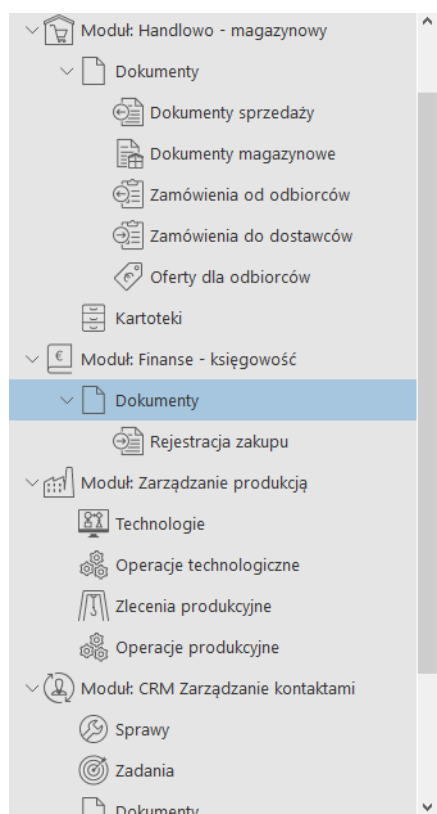 Moduł: Handlowo - magazynowy
Dokumenty
Dokumenty sprzedaży
Dokumenty magazynowe
Zamówienia od odbiorców
Zamówienia do dostawców
Oferty dla odbiorców
Kartoteki
Moduł: Finanse - księgowość
Dokumenty
Rejestracja zakupu
Moduł: Zarządzanie produkcją
Technologie
Operacje technologiczne
Zlecenia produkcyjne
Operacje produkcyjne
Moduł: CRM Zarządzanie kontaktami
Sprawy
Zadania
Dokumenty